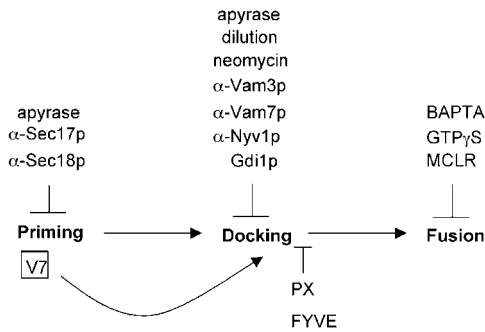 apyrase
dilution
neomycin
α-Vam3p
α-Vam7p
α-Nyv1p
Gdi1p
apyrase
α-Sec17p
α-Sec18p
BAPTA
GTPγS
MCLR
Priming
Docking
Fusion
V7
PX
FYVE